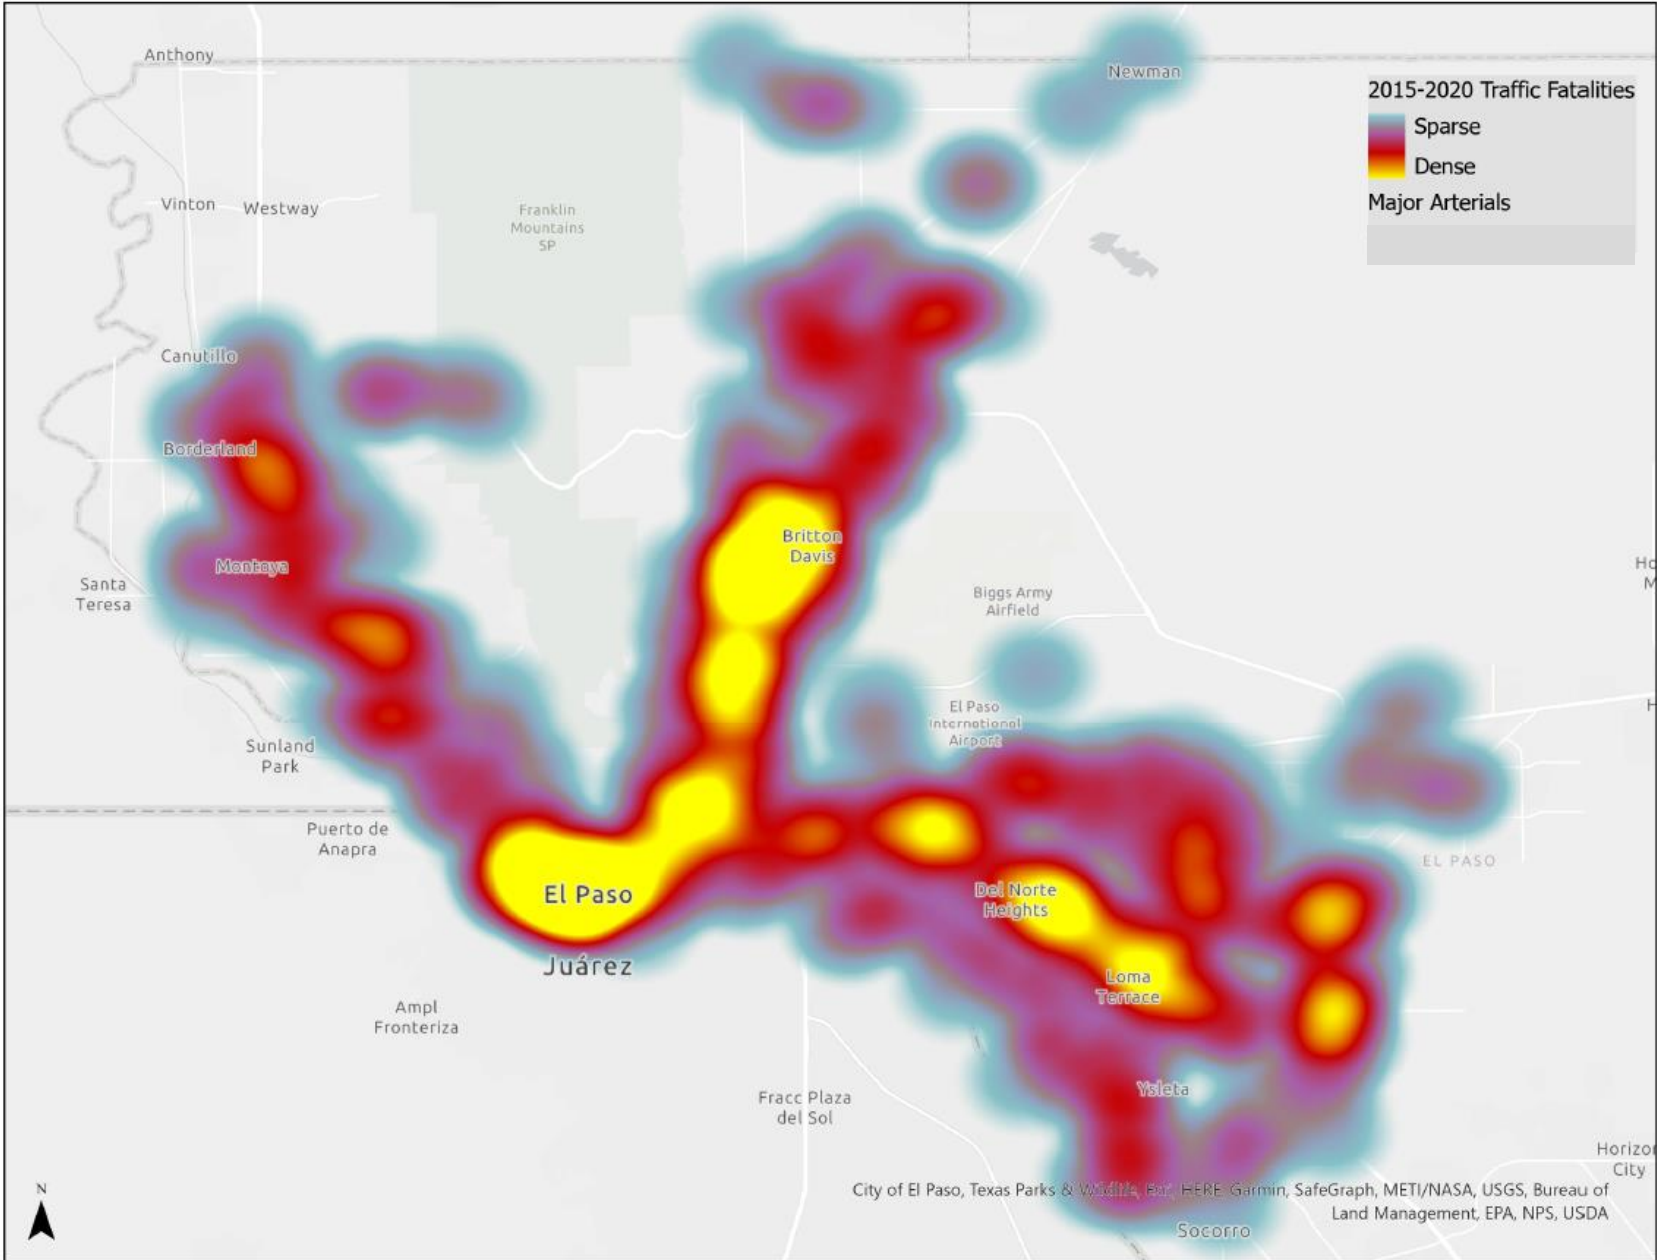 Anthony
Newman
2015-2020 Traffic Fatalities
Sparse
Dense
Major Arterials
Vinton
Westway
Franklin
Mountains
SP
Canutillo
Borderland
Britton
Davis
Montoya
Santa
Teresa
Biggs Army
Airfield
El Paso
International
Airport
Sunland
Park
Puerto de
Anapra
EL PASO
El Paso
Del Norte
Heights
Juárez
Loma
Terrace
Ampl
Fronteriza
Ysleta
Fracc Plaza
del Sol
Horizon
City
N
City of El Paso, Texas Parks & Wildlife, Esri, HERE, Garmin, SafeGraph, METI/NASA, USGS, Bureau of
Land Management, EPA, NPS, USDA
Socorro